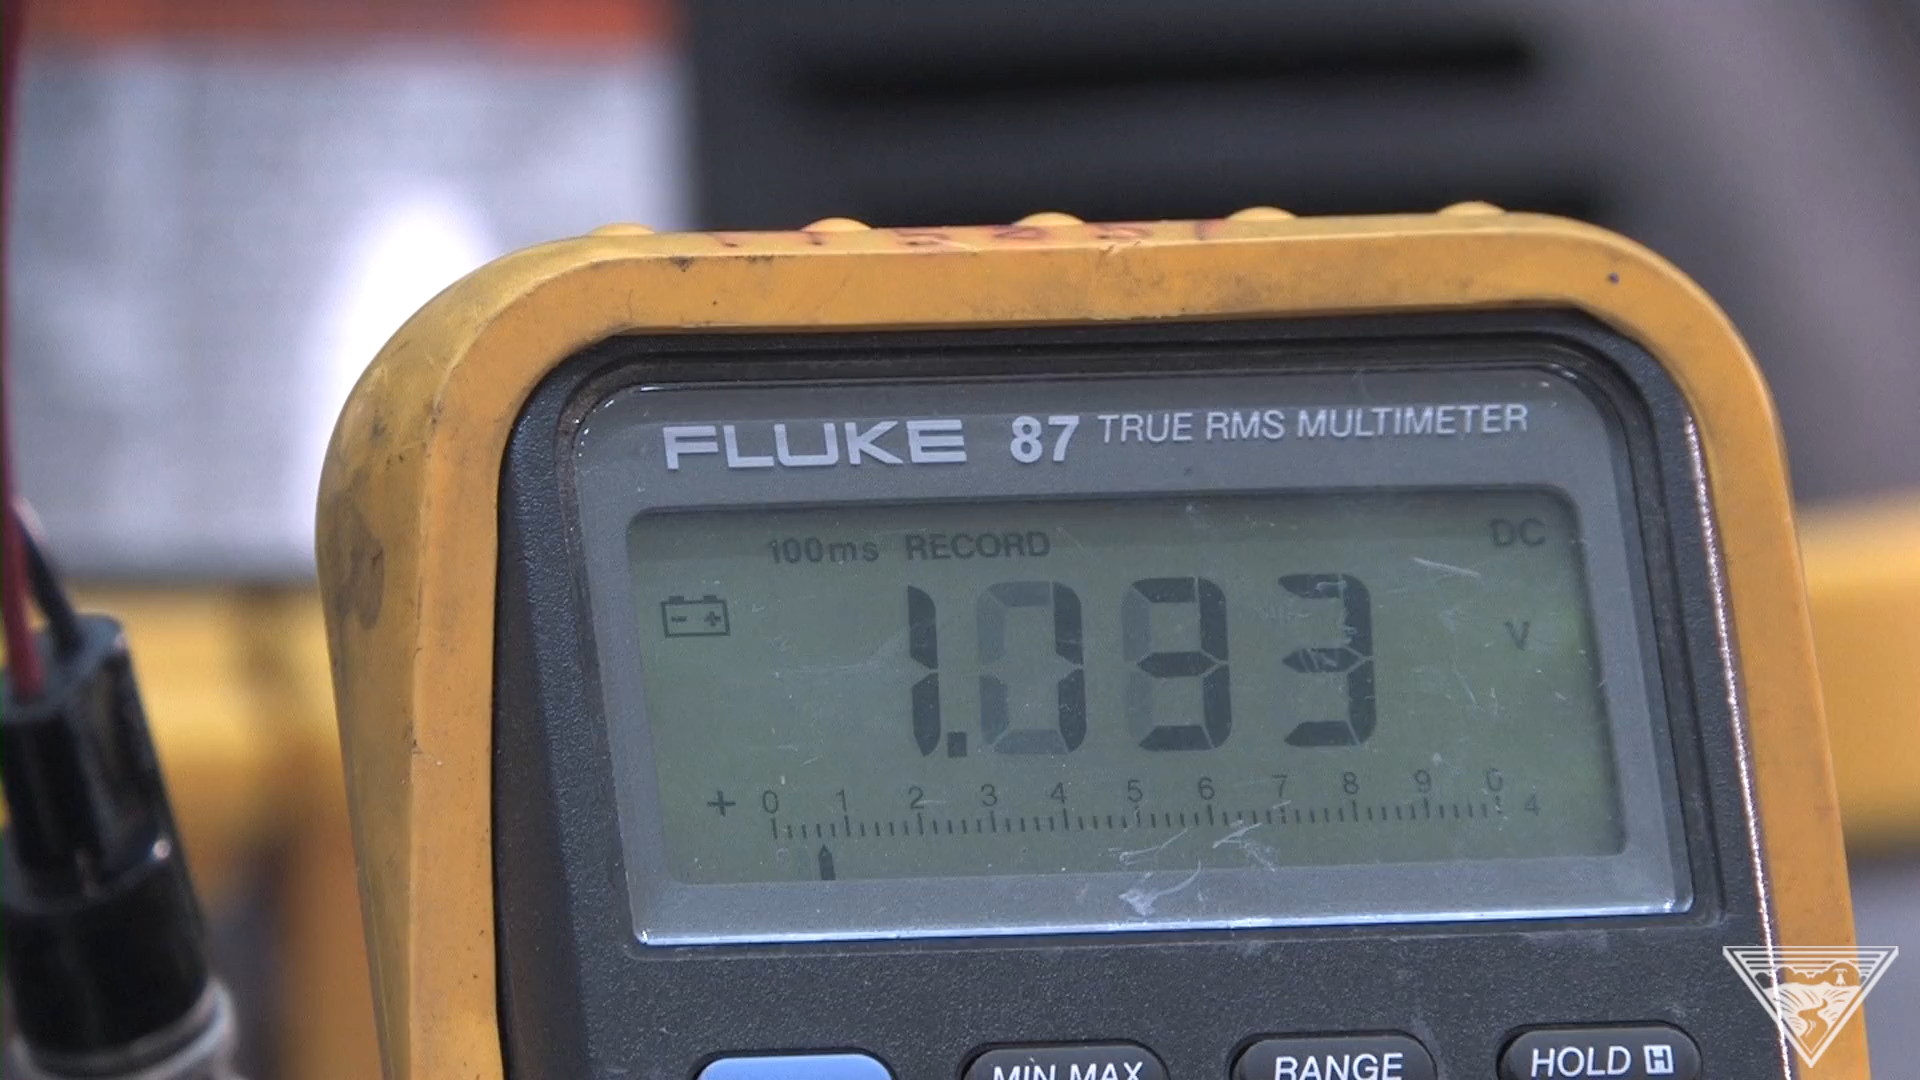 FLUKE 87 TRUE RMS MULTIMETER
100ms RECORD DC
1.093 V
+ 0 1 2 3 4 5 6 7 8 9 0 4
MIN MAX RANGE HOLD H